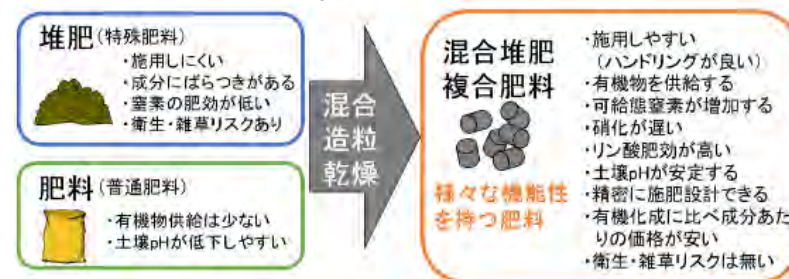 堆肥(特殊肥料)
・施用しにくい
・成分にばらつきがある
・窒素の肥効が低い
・衛生・雑草リスクあり
肥料(普通肥料)
・有機物供給は少ない
・土壌pHが低下しやすい
混合
造粒
乾燥
混合堆肥
複合肥料
様々な機能性
を持つ肥料
・施用しやすい
(ハンドリングが良い)
・有機物を供給する
・可給態窒素が増加する
・硝化が遅い
・リン酸肥効が高い
・土壌pHが安定する
・精密に施肥設計できる
・有機化成に比べ成分あた
りの価格が安い
・衛生・雑草リスクは無い